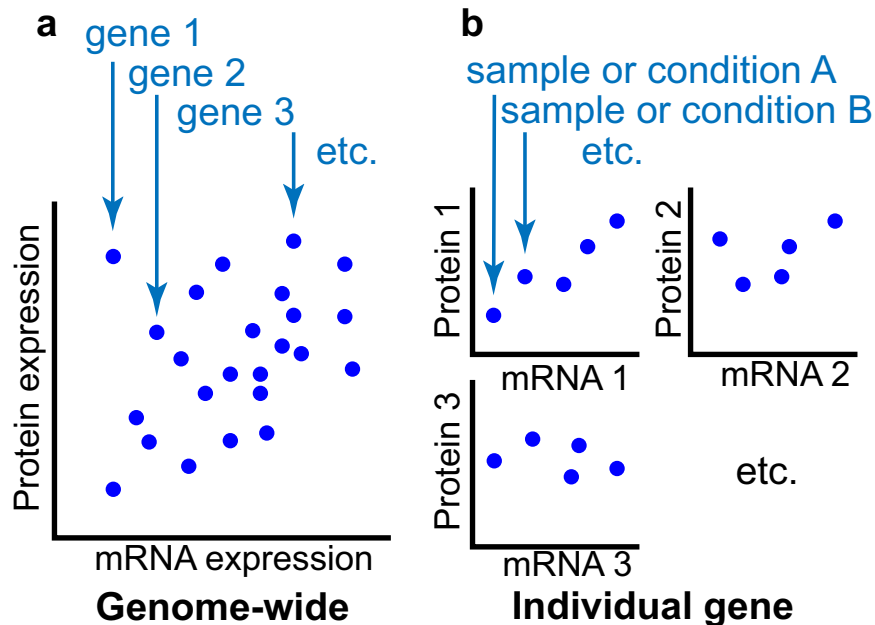 a
gene 1
gene 2
gene 3
etc.
Protein expression
mRNA expression
Genome-wide
b
sample or condition A
sample or condition B
etc.
Protein 1
mRNA 1
Protein 2
mRNA 2
Protein 3
mRNA 3
etc.
Individual gene